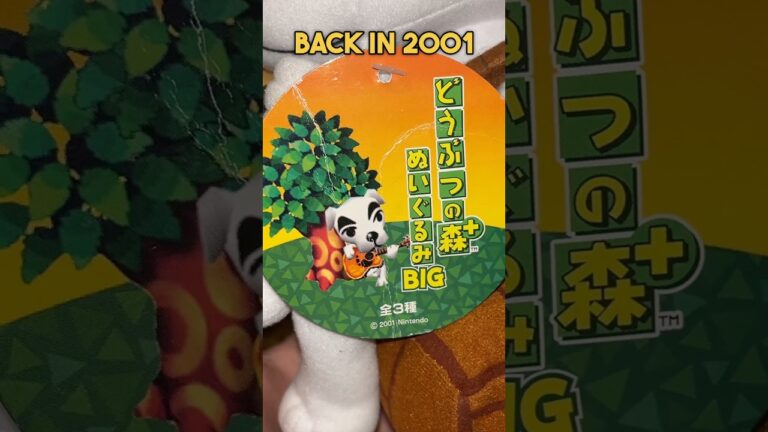 BACK IN 2001
どうぶつの森+™
ぬいぐるみ
BIG
全3種
© 2001 Nintendo